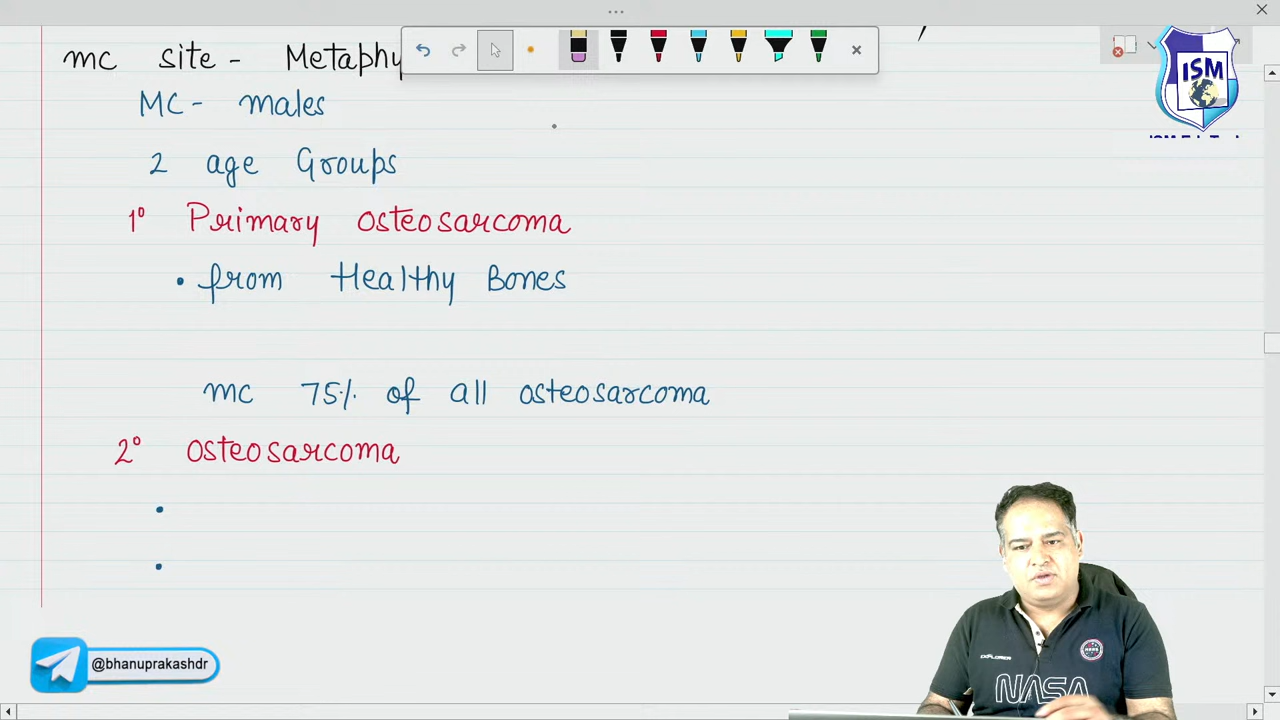 mc site - Metaphy
MC - males
2 age Groups
1° Primary Osteosarcoma
• from Healthy Bones
mc 75% of all osteosarcoma
2° Osteosarcoma
•
•
ISM
EXPLORER
NASA
@bhanuprakashdr